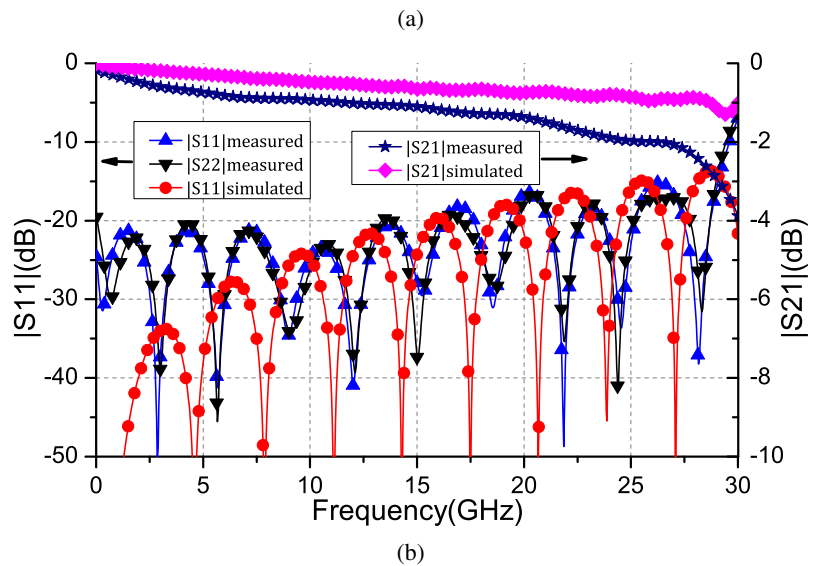 (a)
0
-10
-20
-30
-40
-50
|S11|(dB)
|S11|measured
|S22|measured
|S11|simulated
|S21|measured
|S21|simulated
0
-2
-4
-6
-8
-10
|S21|(dB)
0
5
10
15
20
25
30
Frequency(GHz)
(b)